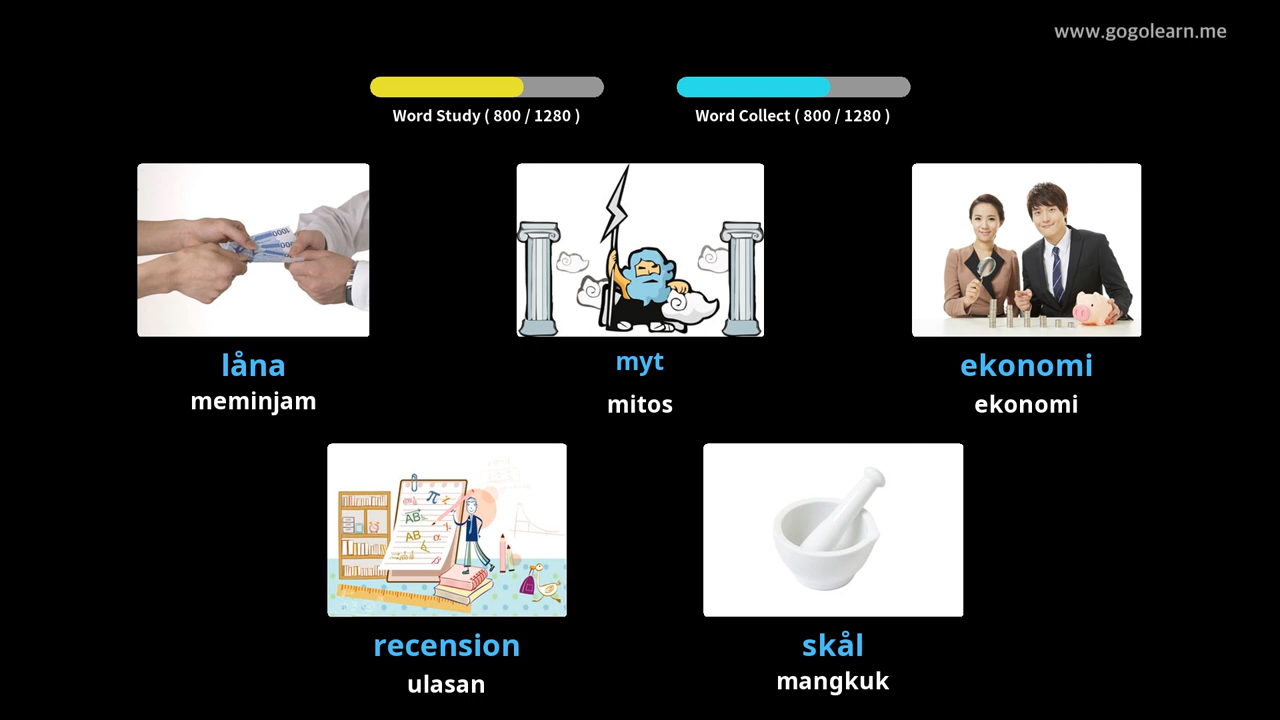 www.gogolearn.me
Word Study ( 800 / 1280 )
Word Collect ( 800 / 1280 )
låna
meminjam
myt
mitos
ekonomi
ekonomi
recension
ulasan
skål
mangkuk